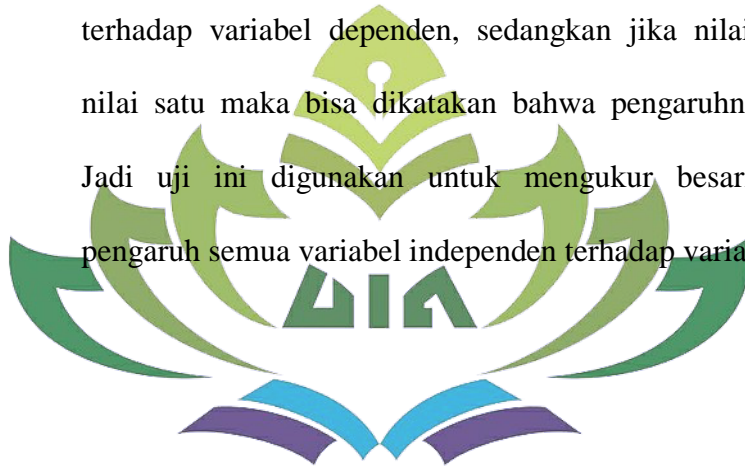 terhadap variabel dependen, sedangkan jika nilai
nilai satu maka bisa dikatakan bahwa pengaruhn
Jadi uji ini digunakan untuk mengukur besar
pengaruh semua variabel independen terhadap varia
UIN